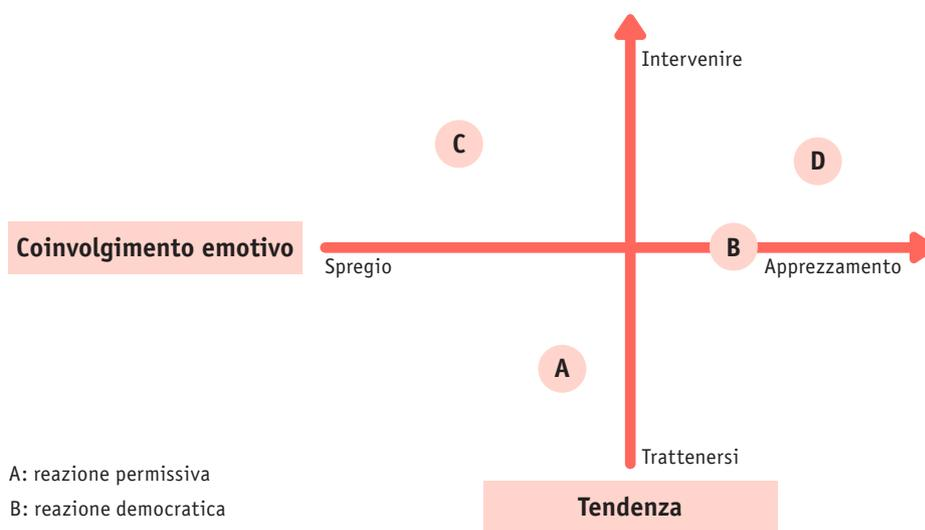 Intervenire
C
D
Coinvolgimento emotivo
B
Spregio
Apprezzamento
A
Trattenersi
A: reazione permissiva
B: reazione democratica
Tendenza